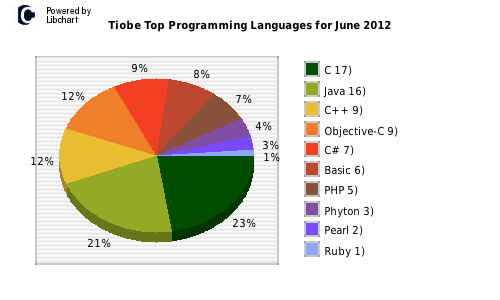 Powered by
Libchart
Tiobe Top Programming Languages for June 2012
9%
8%
12%
7%
4%
3%
12%
1%
23%
21%
C 17)
Java 16)
C++ 9)
Objective-C 9)
C# 7)
Basic 6)
PHP 5)
Phyton 3)
Pearl 2)
Ruby 1)